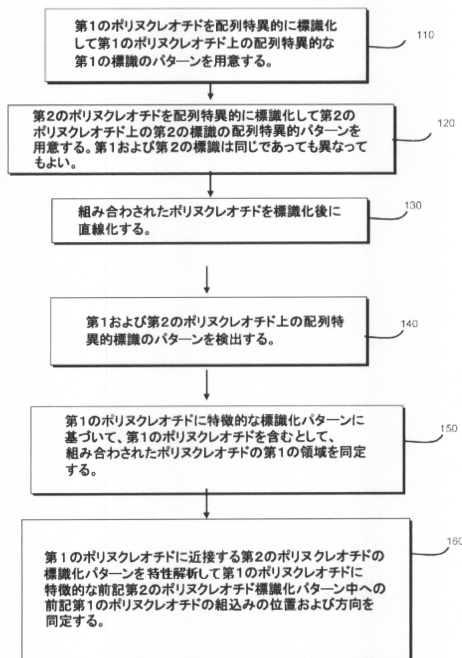 第1のポリヌクレオチドを配列特異的に標識化
して第1のポリヌクレオチド上の配列特異的な
第1の標識のパターンを用意する。
110
第2のポリヌクレオチドを配列特異的に標識化して第2の
ポリヌクレオチド上の第2の標識の配列特異的パターンを
用意する。第1および第2の標識は同じであっても異なって
もよい。
120
組み合わされたポリヌクレオチドを標識化後に
直線化する。
130
第1および第2のポリヌクレオチド上の配列特
異的標識のパターンを検出する。
140
第1のポリヌクレオチドに特徴的な標識化パターンに
基づいて、第1のポリヌクレオチドを含むとして、
組み合わされたポリヌクレオチドの第1の領域を同定
する。
150
第1のポリヌクレオチドに近接する第2のポリヌクレオチドの
標識化パターンを特性解析して第1のポリヌクレオチドに
特徴的な前記第2のポリヌクレオチド標識化パターン中への
前記第1のポリヌクレオチドの組込みの位置および方向を
同定する。
160